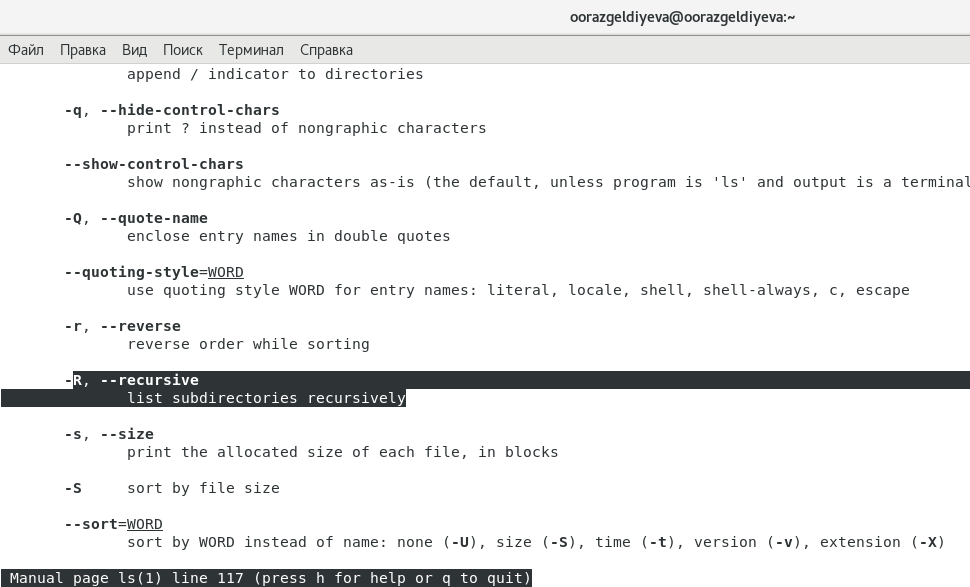 oorazgeldiyeva@oorazgeldiyeva:~
Файл Правка Вид Поиск Терминал Справка
append / indicator to directories
-q, --hide-control-chars
print ? instead of nongraphic characters
--show-control-chars
show nongraphic characters as-is (the default, unless program is 'ls' and output is a terminal
-Q, --quote-name
enclose entry names in double quotes
--quoting-style=WORD
use quoting style WORD for entry names: literal, locale, shell, shell-always, c, escape
-r, --reverse
reverse order while sorting
-R, --recursive
list subdirectories recursively
-s, --size
print the allocated size of each file, in blocks
-S sort by file size
--sort=WORD
sort by WORD instead of name: none (-U), size (-S), time (-t), version (-v), extension (-X)
Manual page ls(1) line 117 (press h for help or q to quit)